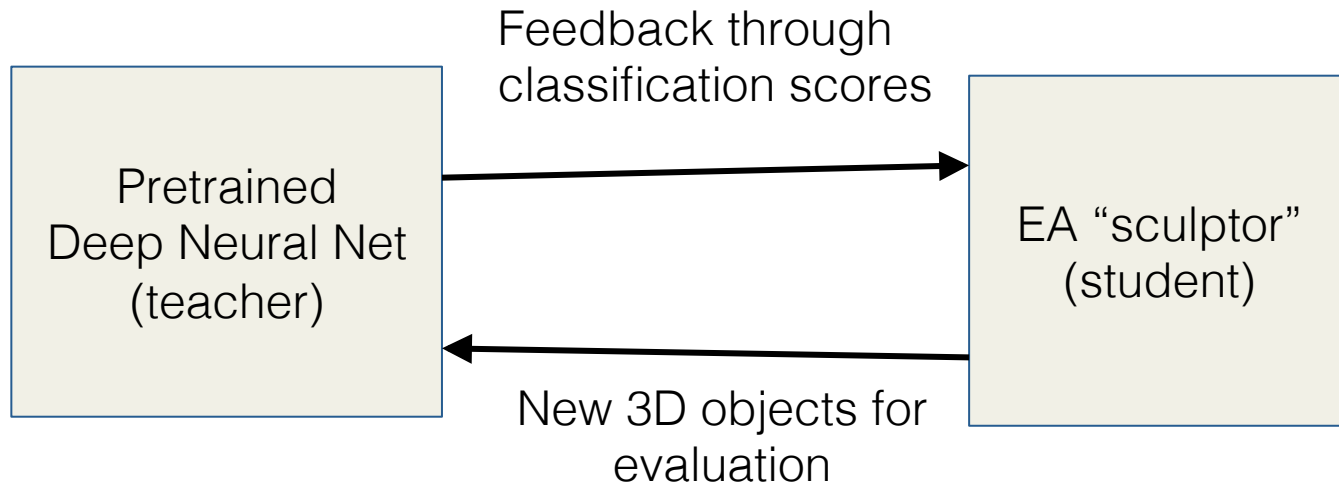 Feedback through
classification scores
Pretrained
Deep Neural Net
(teacher)
EA “sculptor”
(student)
New 3D objects for
evaluation